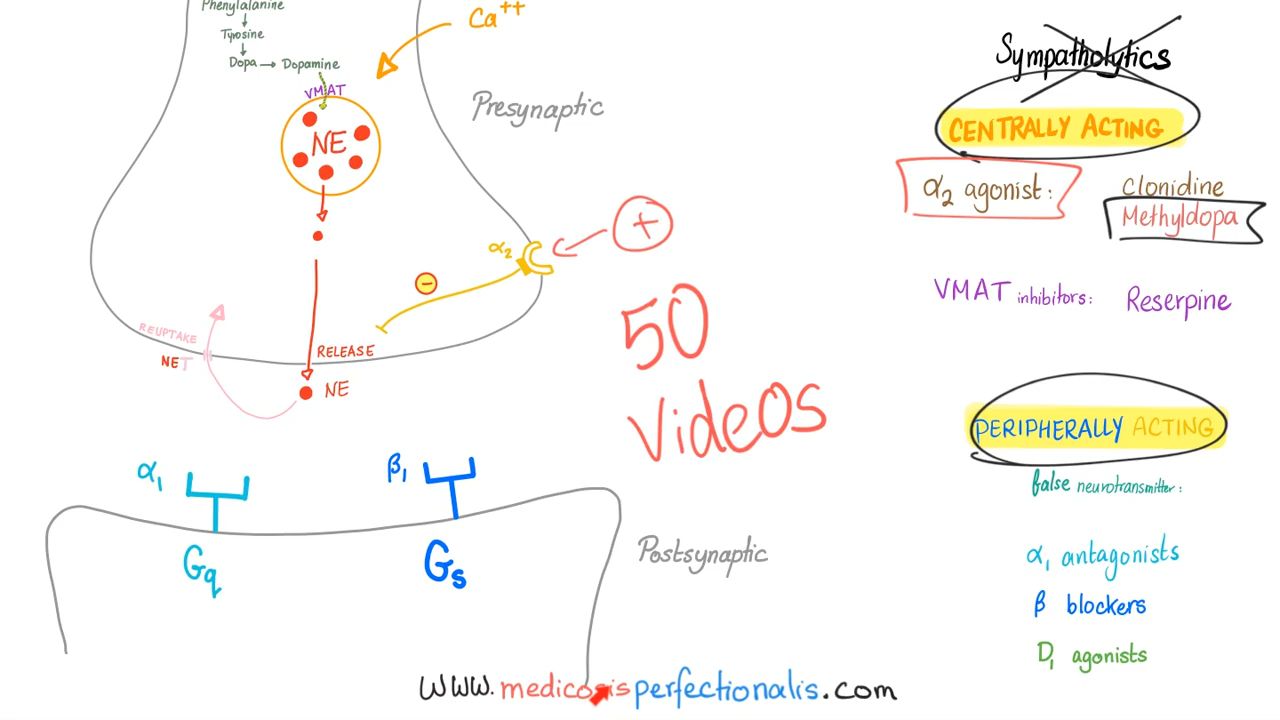 Phenylalanine
Tyrosine
Dopa → Dopamine
VMAT
NE
Ca++
Presynaptic
α2
+
−
REUPTAKE
NET
RELEASE
NE
50
Videos
α1
β1
Gq
Gs
Postsynaptic
Sympatholytics
CENTRALLY ACTING
α2 agonist: Clonidine
Methyldopa
VMAT inhibitors: Reserpine
PERIPHERALLY ACTING
false neurotransmitter:
α1 antagonists
β blockers
D1 agonists
www.medicosisperfectionalis.com